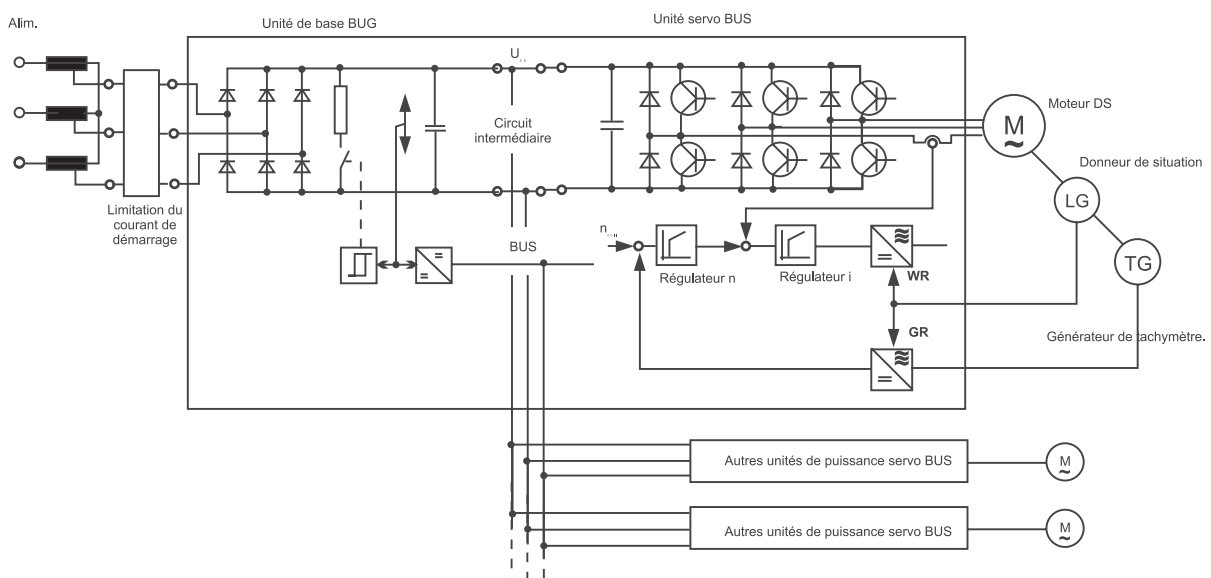 Alim.
Unité de base BUG
Unité servo BUS
U
Circuit
intermédiaire
Moteur DS
M
Donneur de situation
LG
Limitation du
courant de
démarrage
BUS
n
Régulateur n
Régulateur i
WR
TG
GR
Générateur de tachymètre.
Autres unités de puissance servo BUS
M
Autres unités de puissance servo BUS
M